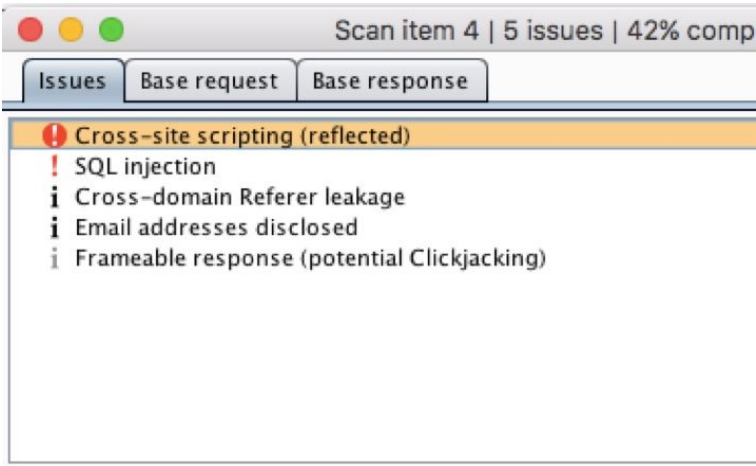 Scan item 4 | 5 issues | 42% comp
Issues Base request Base response
Cross-site scripting (reflected)
SQL injection
Cross-domain Referer leakage
Email addresses disclosed
Frameable response (potential Clickjacking)